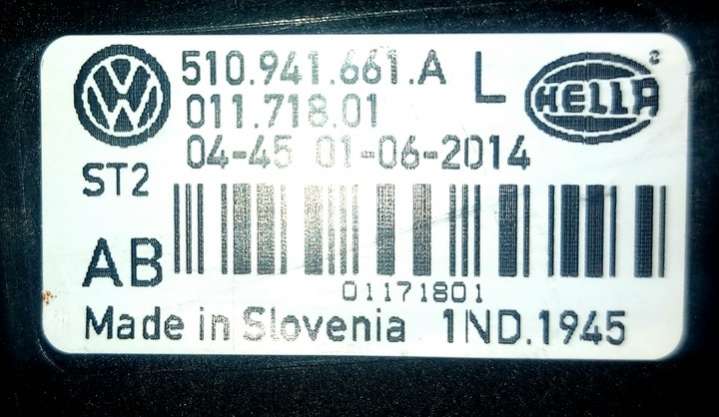 510.941.661.A L
HELLA
011.718.01
04-45 01-06-2014
ST2
AB
01171801
Made in Slovenia 1ND.1945